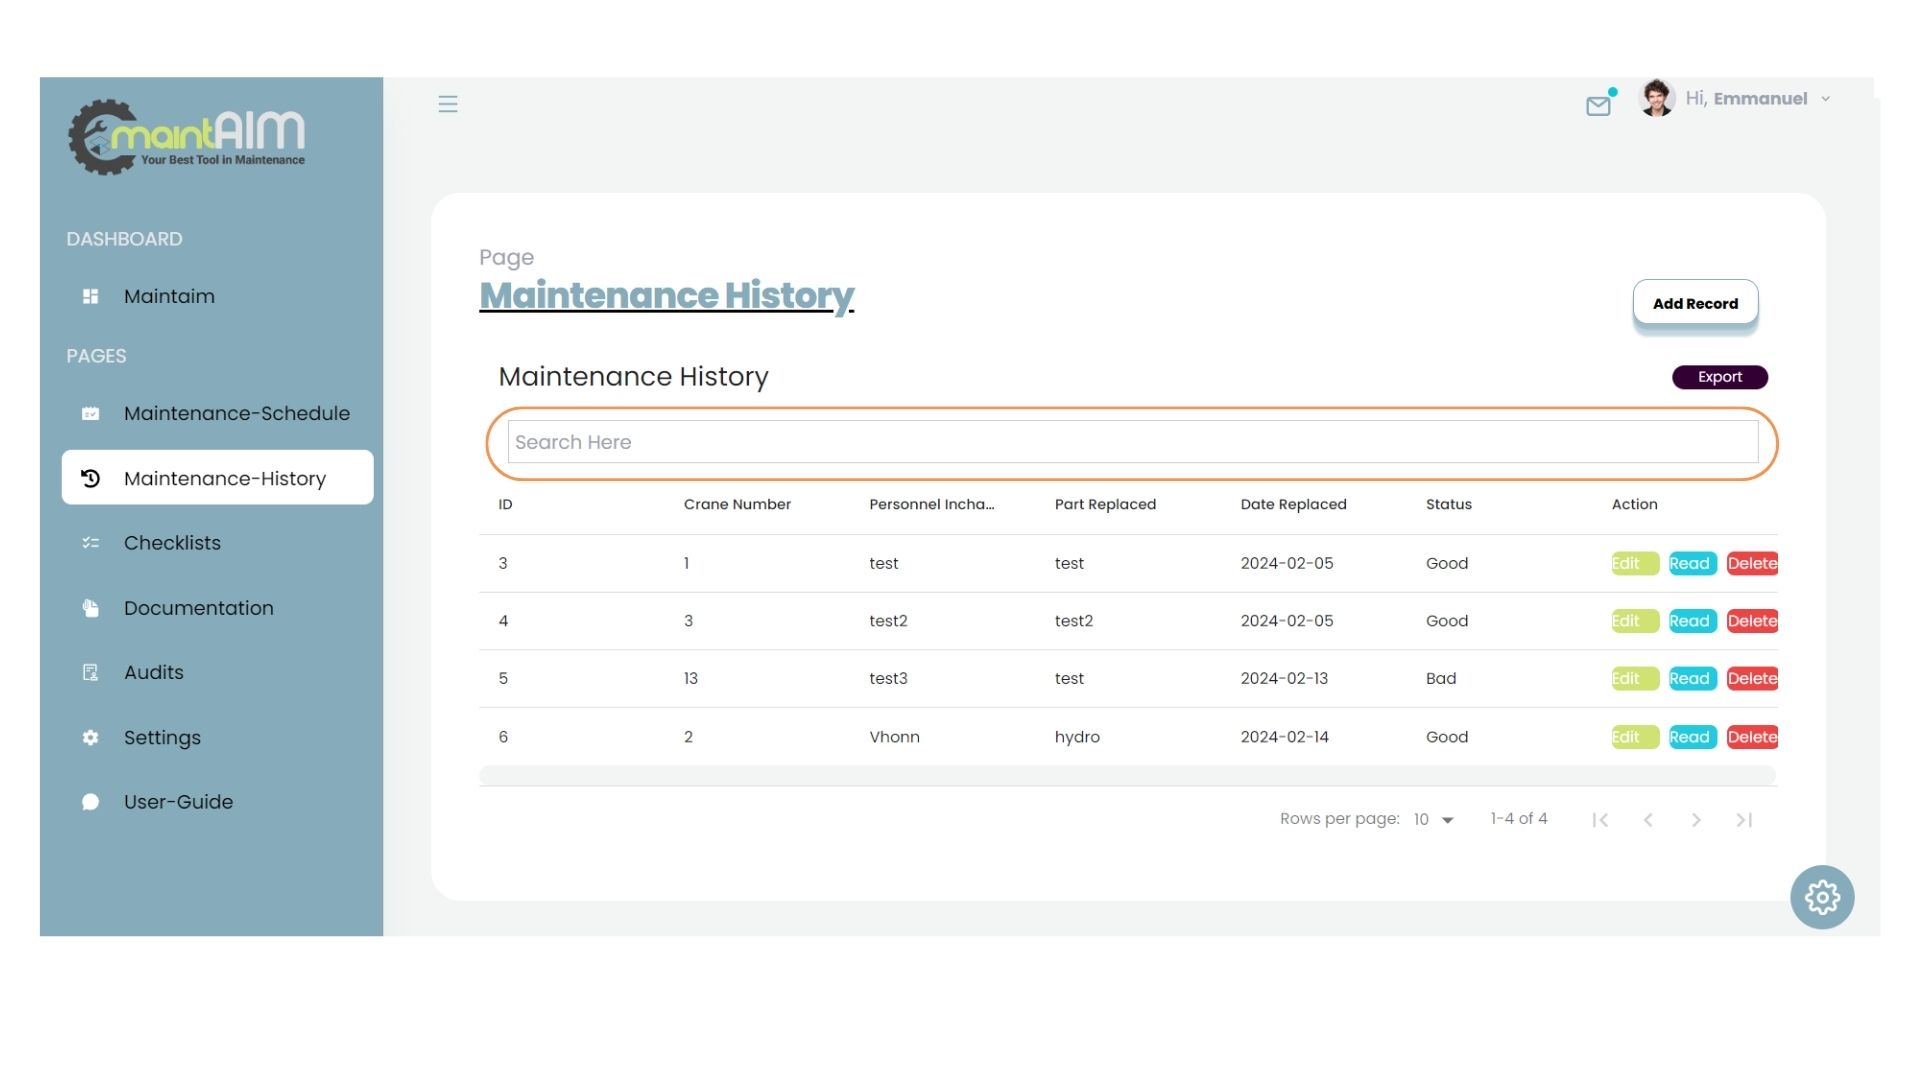 maintAIM
Your Best Tool in Maintenance
Hi, Emmanuel
DASHBOARD
Maintaim
PAGES
Maintenance-Schedule
Maintenance-History
Checklists
Documentation
Audits
Settings
User-Guide
Page
Maintenance History
Add Record
Maintenance History
Export
Search Here
ID Crane Number Personnel Incha... Part Replaced Date Replaced Status Action
3 1 test test 2024-02-05 Good Edit Read Delete
4 3 test2 test2 2024-02-05 Good Edit Read Delete
5 13 test3 test 2024-02-13 Bad Edit Read Delete
6 2 Vhonn hydro 2024-02-14 Good Edit Read Delete
Rows per page: 10 1-4 of 4